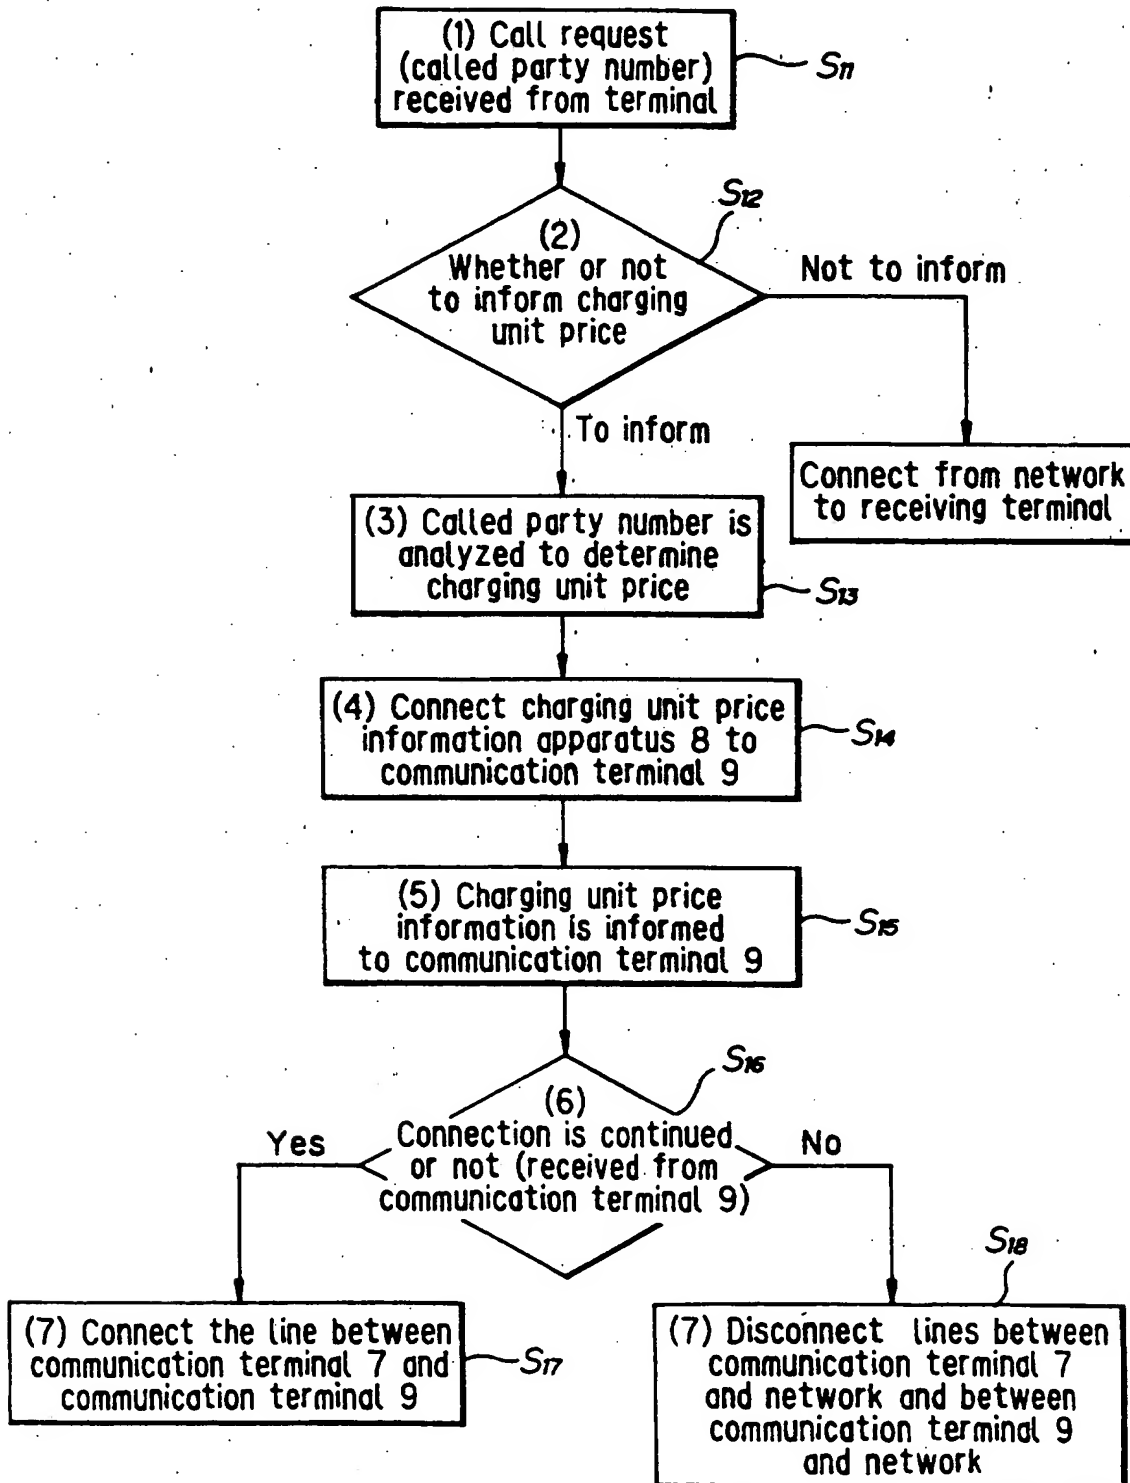 (1) Call request
(called party number)
received from terminal
S11
S12
(2)
Whether or not
to inform charging
unit price
Not to inform
To inform
Connect from network
to receiving terminal
(3) Called party number is
analyzed to determine
charging unit price
S13
(4) Connect charging unit price
information apparatus 8 to
communication terminal 9
S14
(5) Charging unit price
information is informed
to communication terminal 9
S15
S16
(6)
Connection is continued
or not (received from
communication terminal 9)
Yes
No
S18
(7) Connect the line between
communication terminal 7 and
communication terminal 9
S17
(7) Disconnect lines between
communication terminal 7
and network and between
communication terminal 9
and network